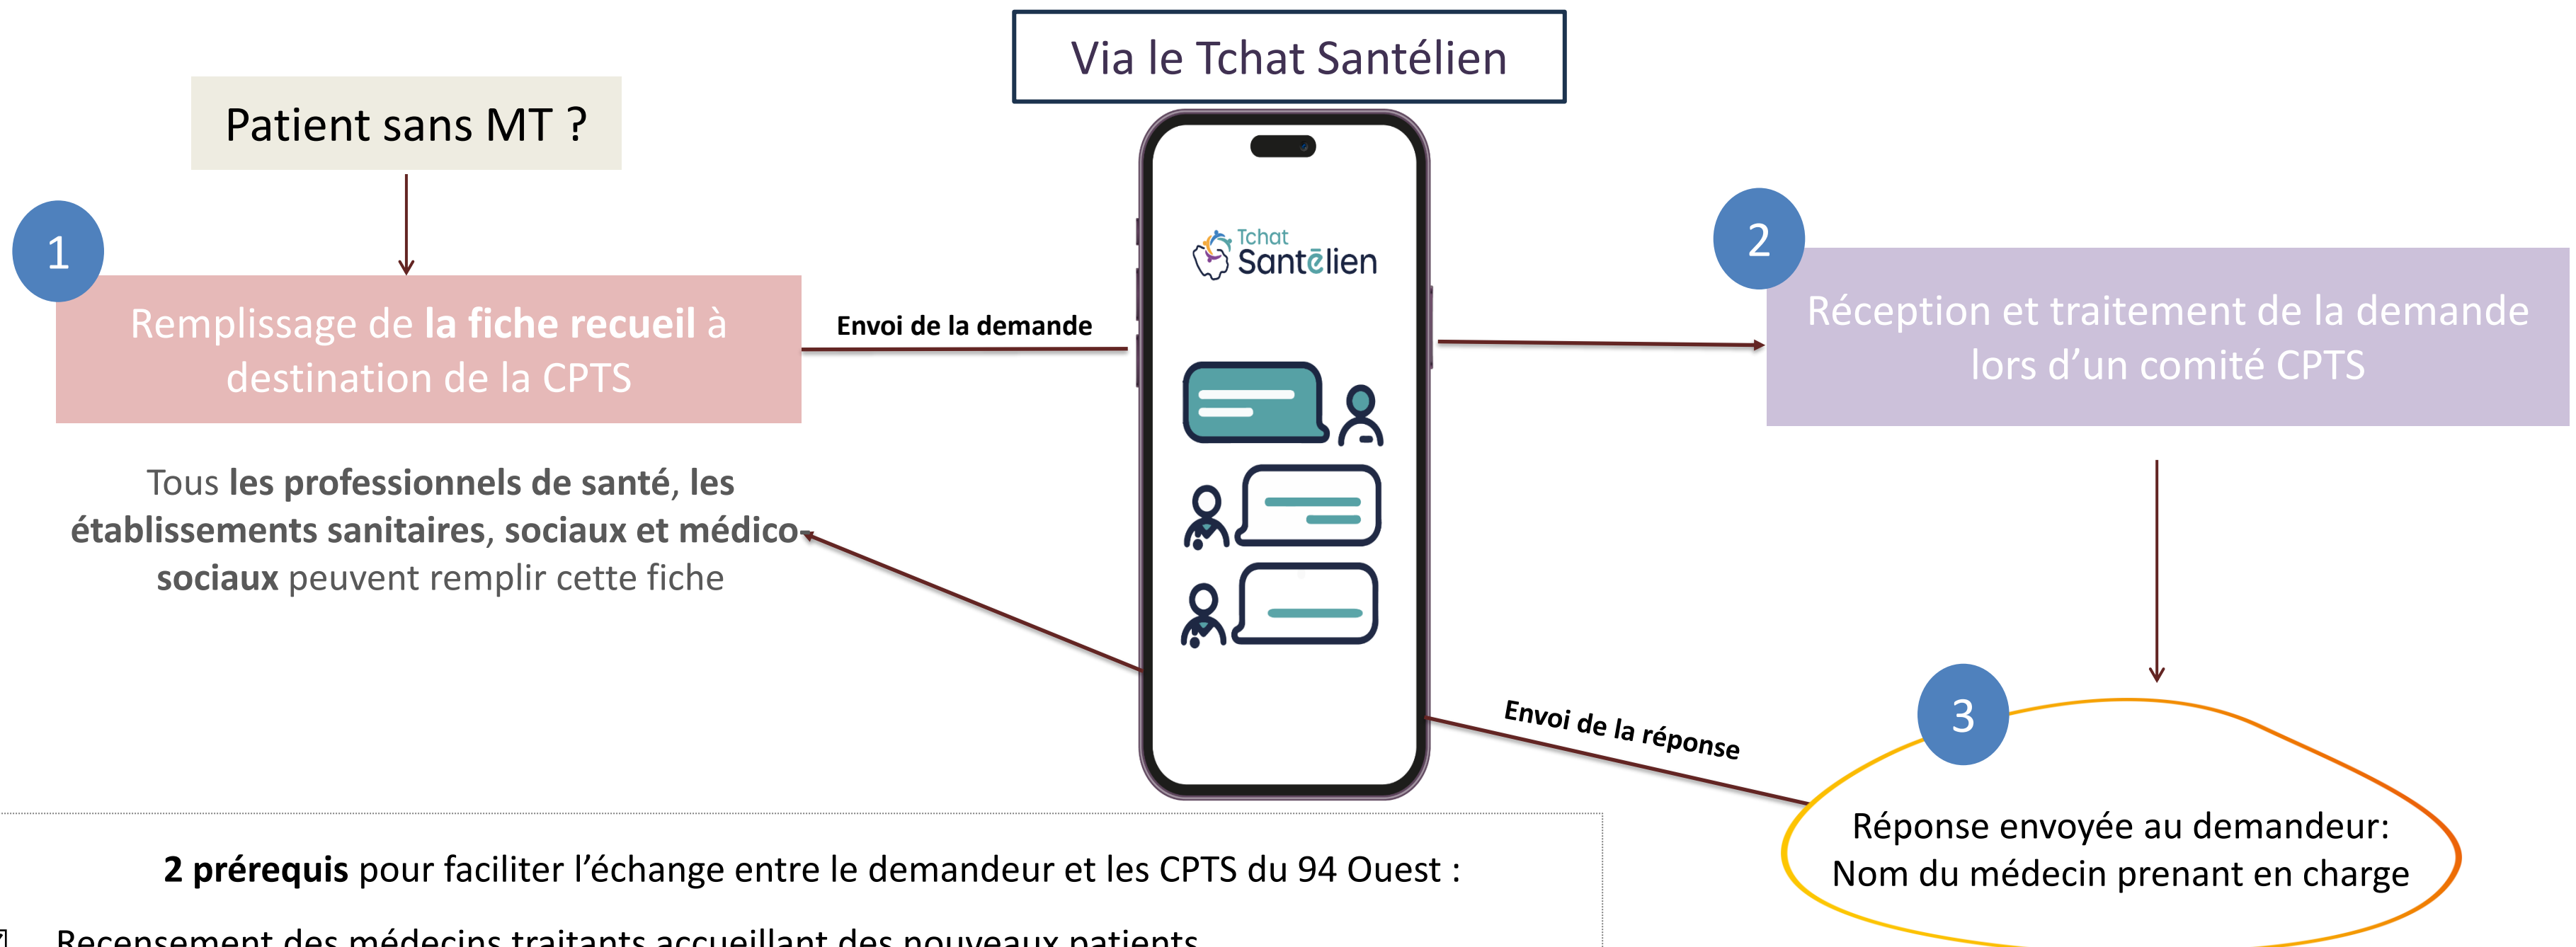 Via le Tchat Santélien
Patient sans MT ?
1
Remplissage de la fiche recueil à
destination de la CPTS
Envoi de la demande
Tchat
Santēlien
2
Réception et traitement de la demande
lors d’un comité CPTS
Tous les professionnels de santé, les
établissements sanitaires, sociaux et médico-
sociaux peuvent remplir cette fiche
Envoi de la réponse
3
Réponse envoyée au demandeur:
Nom du médecin prenant en charge
2 prérequis pour faciliter l’échange entre le demandeur et les CPTS du 94 Ouest :
Recensement des médecins traitants accueillant des nouveaux patients